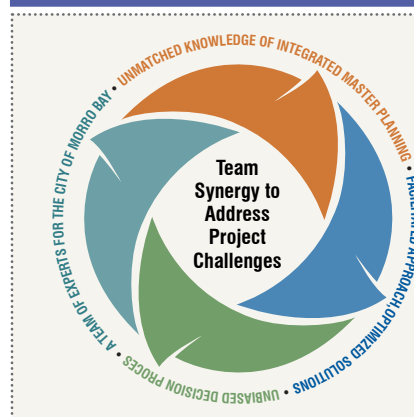 UNMATCHED KNOWLEDGE OF INTEGRATED MASTER PLANNING •
FACILITATED APPROACH, OPTIMIZED SOLUTIONS •
UNBIASED DECISION PROCES •
A TEAM OF EXPERTS FOR THE CITY OF MORRO BAY •
Team
Synergy to
Address
Project
Challenges